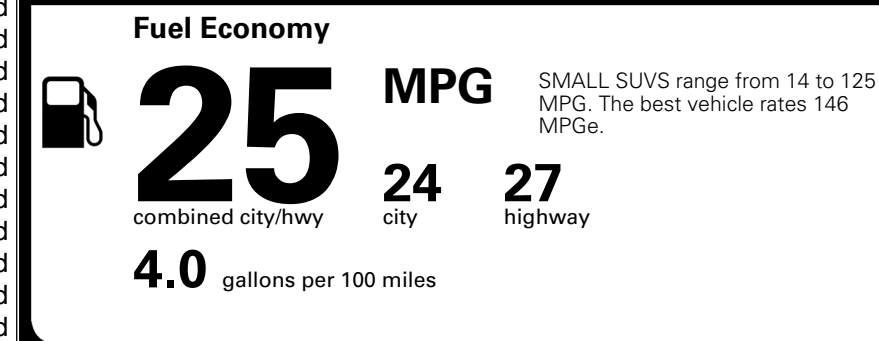 Fuel Economy
25
MPG
SMALL SUVS range from 14 to 125
MPG. The best vehicle rates 146
MPGe.
24 27
combined city/hwy city highway
4.0 gallons per 100 miles
d
d
d
d
d
d
d
d
d
d
d